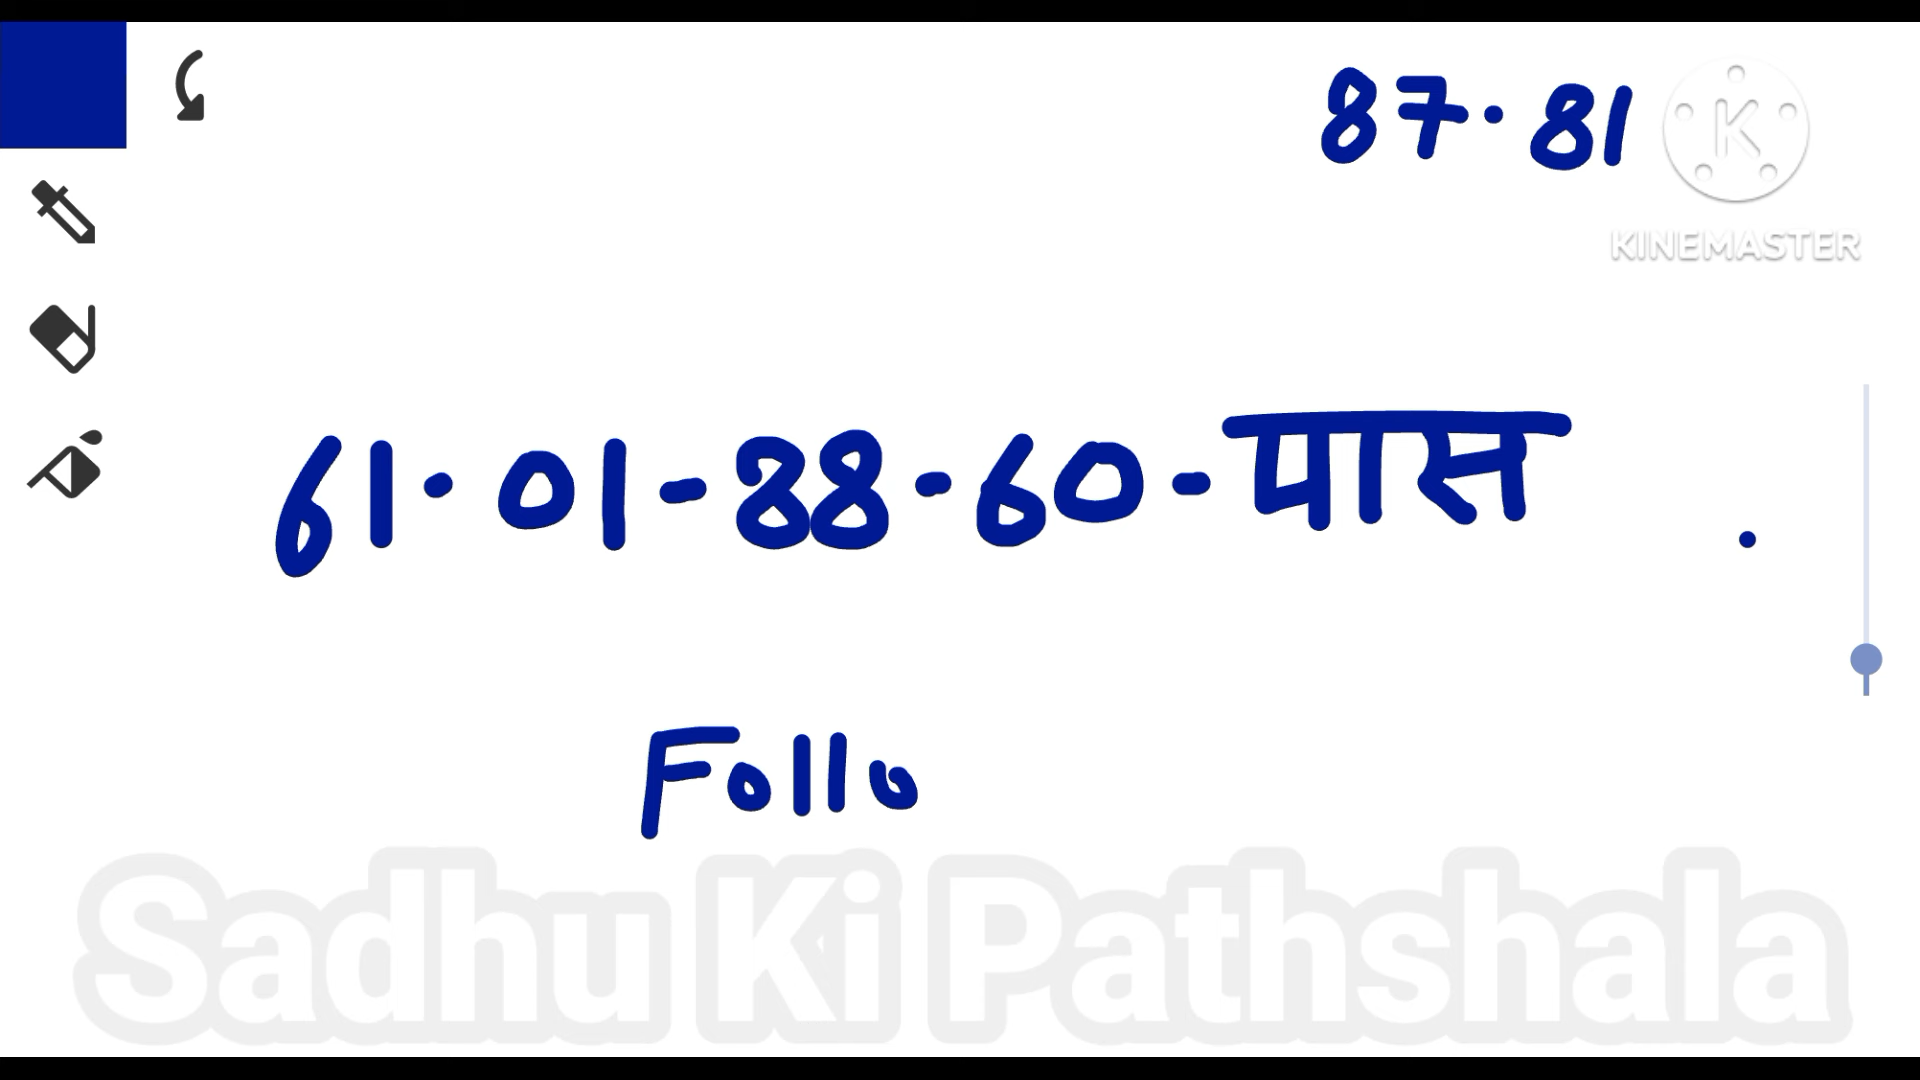 87.81
K
KINEMASTER
61.01-88-60-पास
.
Follo
Sadhu Ki Pathshala